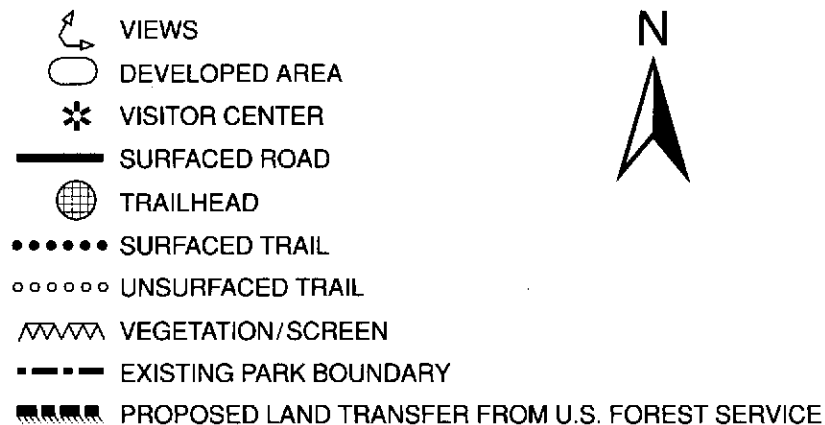 N
VIEWS
DEVELOPED AREA
VISITOR CENTER
SURFACED ROAD
TRAILHEAD
SURFACED TRAIL
UNSURFACED TRAIL
VEGETATION/SCREEN
EXISTING PARK BOUNDARY
PROPOSED LAND TRANSFER FROM U.S. FOREST SERVICE